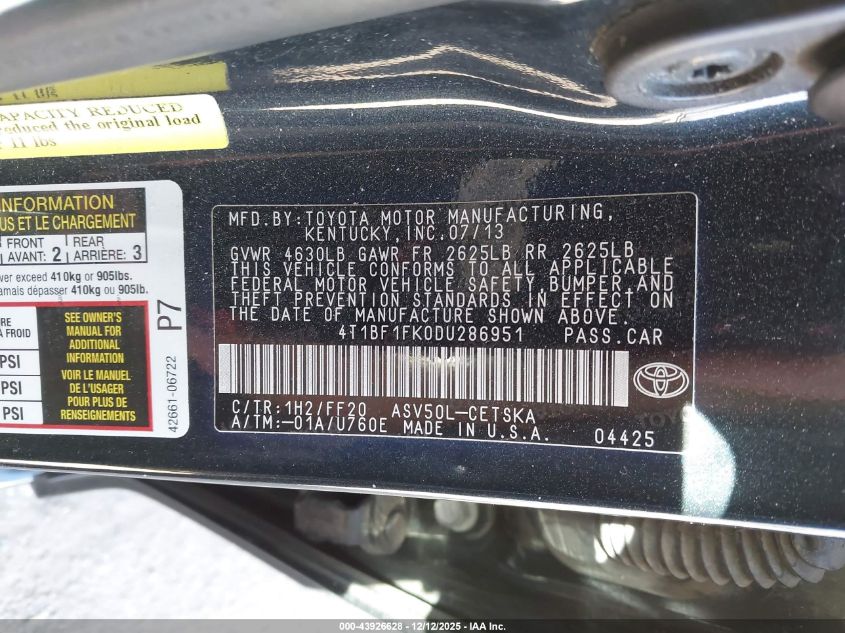 APACITY REDUCED
reduced the original load
11 lbs
INFORMATION
US ET LE CHARGEMENT
FRONT
AVANT: 2
REAR
ARRIÈRE: 3
ver exceed 410kg or 905lbs.
amais dépasser 410kg ou 905lb.
RE
A FROID
PSI
PSI
PSI
SEE OWNER'S
MANUAL FOR
ADDITIONAL
INFORMATION
VOIR LE MANUEL
DE L'USAGER
POUR PLUS DE
RENSEIGNEMENTS
P7
42661-06722
MFD.BY:TOYOTA MOTOR MANUFACTURING,
KENTUCKY,INC.07/13
GVWR 4630LB GAWR FR 2625LB RR 2625LB
THIS VEHICLE CONFORMS TO ALL APPLICABLE
FEDERAL MOTOR VEHICLE SAFETY,BUMPER,AND
THEFT PREVENTION STANDARDS IN EFFECT ON
THE DATE OF MANUFACTURE SHOWN ABOVE.
4T1BF1FK0DU286951 PASS.CAR
C/TR:1H2/FF20 ASV50L-CETSKA
A/TM:-01A/U760E MADE IN U.S.A. 04425
000-43926628 - 12/12/2025 - IAA Inc.